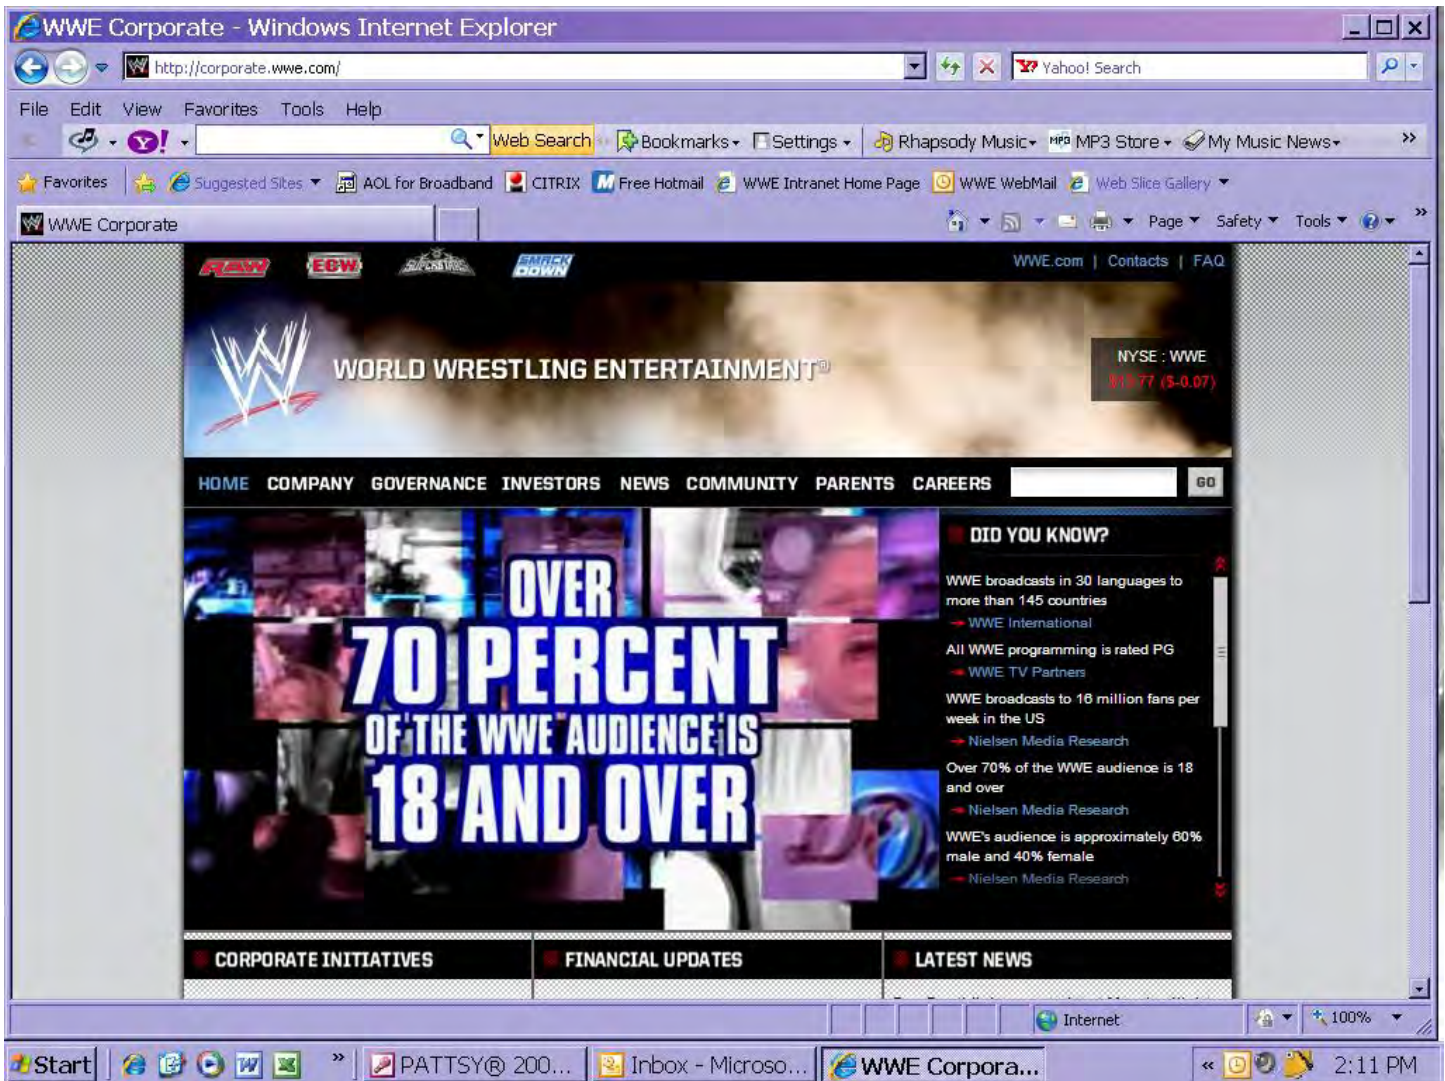 WWE Corporate - Windows Internet Explorer
http://corporate.wwe.com/
Yahoo! Search
File Edit View Favorites Tools Help
Web Search Bookmarks Settings Rhapsody Music MP3 MP3 Store My Music News »
Favorites Suggested Sites AOL for Broadband CITRIX Free Hotmail WWE Intranet Home Page WWE WebMail Web Slice Gallery
WWE Corporate
Page Safety Tools »
RAW ECW SUPERSTARS SMACK DOWN
WWE.com | Contacts | FAQ
WORLD WRESTLING ENTERTAINMENT®
NYSE : WWE
($-0.07)
HOME COMPANY GOVERNANCE INVESTORS NEWS COMMUNITY PARENTS CAREERS GO
OVER
70 PERCENT
OF THE WWE AUDIENCE IS
18 AND OVER
DID YOU KNOW?
WWE broadcasts in 30 languages to
more than 145 countries
WWE International
All WWE programming is rated PG
WWE TV Partners
WWE broadcasts to 16 million fans per
week in the US
Nielsen Media Research
Over 70% of the WWE audience is 18
and over
Nielsen Media Research
WWE's audience is approximately 60%
male and 40% female
Nielsen Media Research
CORPORATE INITIATIVES
FINANCIAL UPDATES
LATEST NEWS
Internet
100%
Start » PATTSY® 200... Inbox - Microso... WWE Corpora... « 2:11 PM